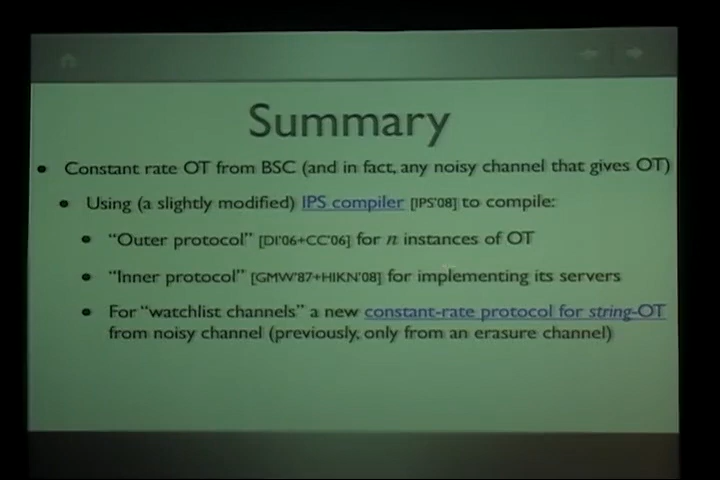 Summary
• Constant rate OT from BSC (and in fact, any noisy channel that gives OT)
• Using (a slightly modified) IPS compiler [IPS'08] to compile:
• “Outer protocol” [DI'06+CC'06] for n instances of OT
• “Inner protocol” [GMW'87+HIKN'08] for implementing its servers
• For “watchlist channels” a new constant-rate protocol for string-OT
from noisy channel (previously, only from an erasure channel)